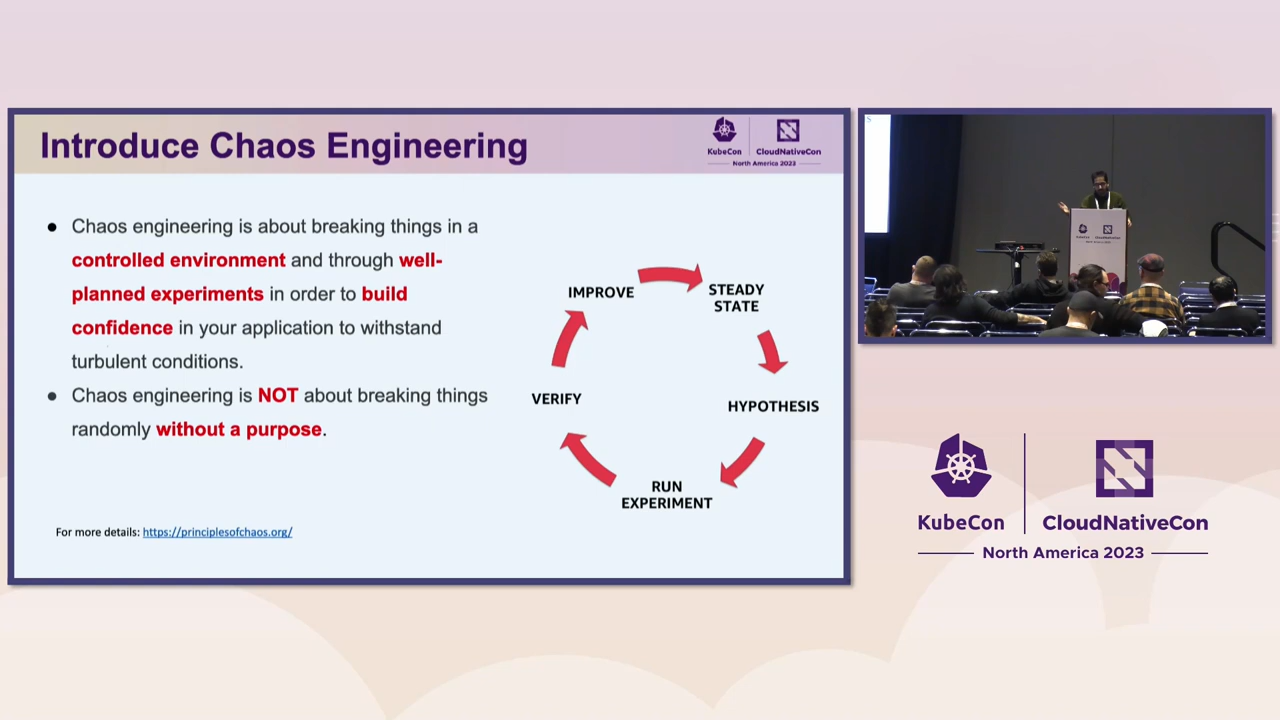 Introduce Chaos Engineering
KubeCon
CloudNativeCon
North America 2023
● Chaos engineering is about breaking things in a
controlled environment and through well-
planned experiments in order to build
confidence in your application to withstand
turbulent conditions.
● Chaos engineering is NOT about breaking things
randomly without a purpose.
IMPROVE
STEADY
STATE
VERIFY
HYPOTHESIS
RUN
EXPERIMENT
For more details: https://principlesofchaos.org/
KubeCon
CloudNativeCon
North America 2023